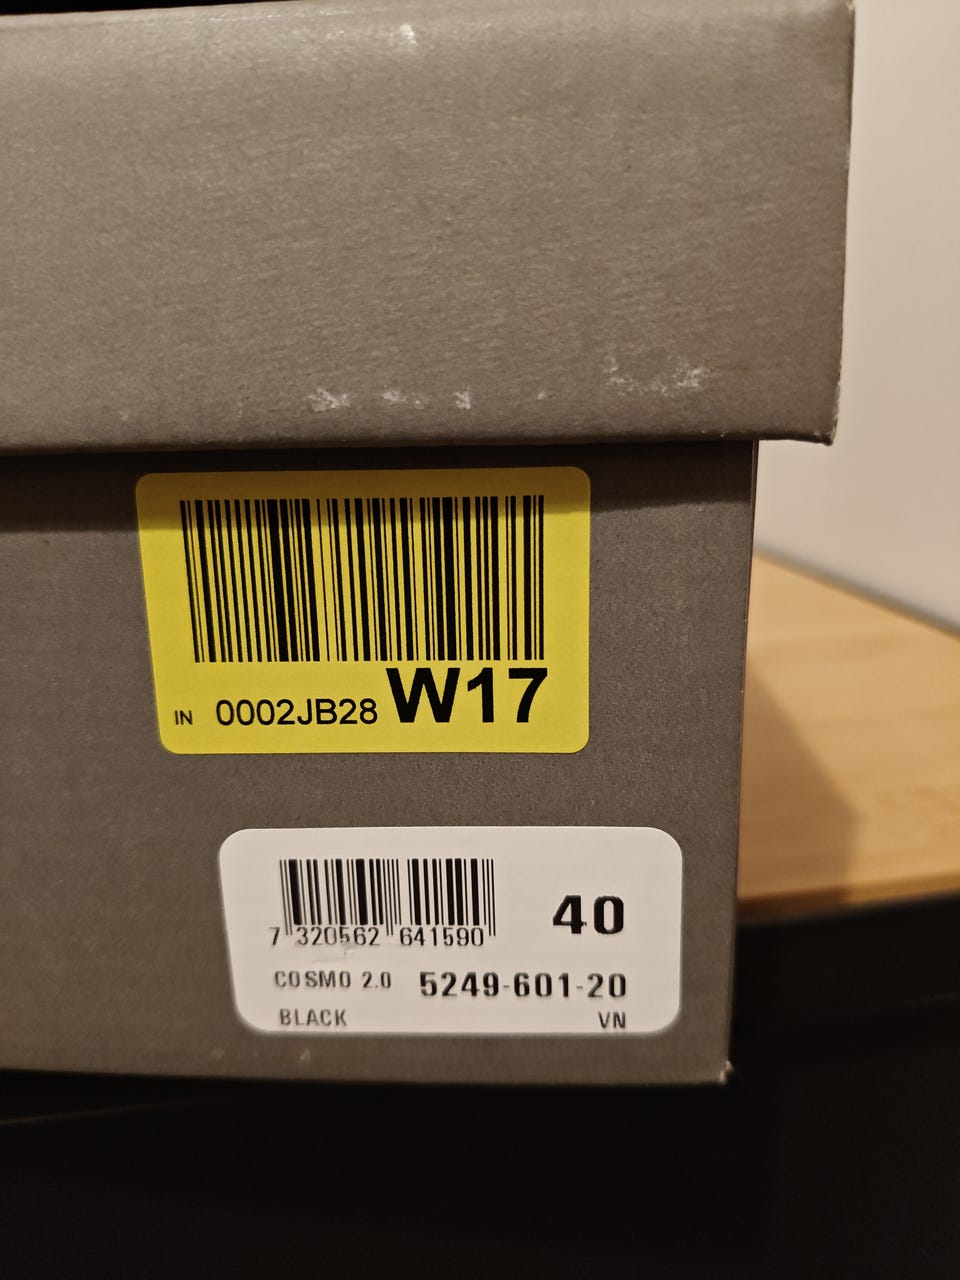 IN 0002JB28 W17
40
7 320562 641590
COSMO 2.0 5249-601-20
BLACK VN